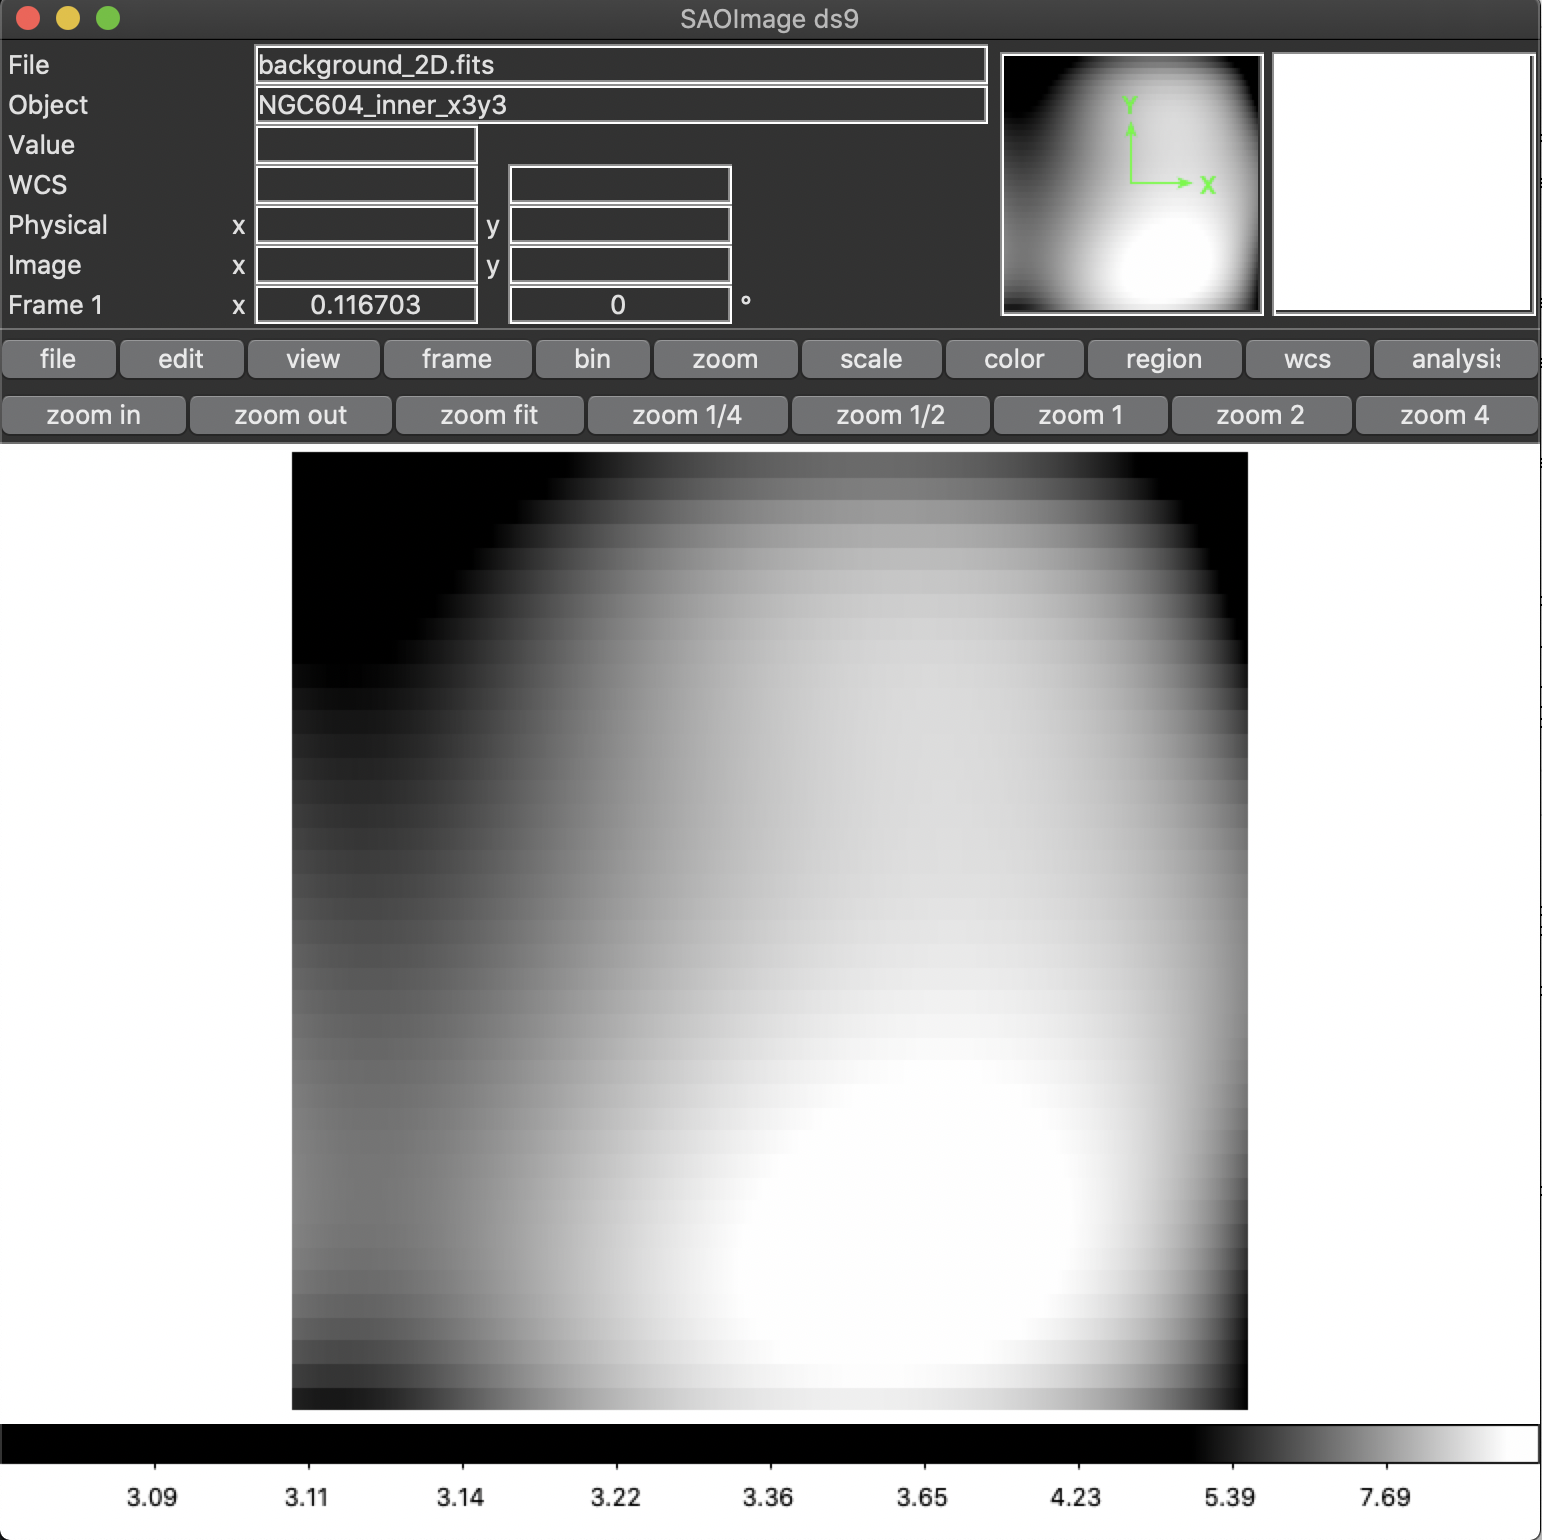 SAOImage ds9
File background_2D.fits
Object NGC604_inner_x3y3
Value
WCS
Physical x y
Image x y
Frame 1 x 0.116703 0 °
Y
X
file edit view frame bin zoom scale color region wcs analysis
zoom in zoom out zoom fit zoom 1/4 zoom 1/2 zoom 1 zoom 2 zoom 4
3.09 3.11 3.14 3.22 3.36 3.65 4.23 5.39 7.69